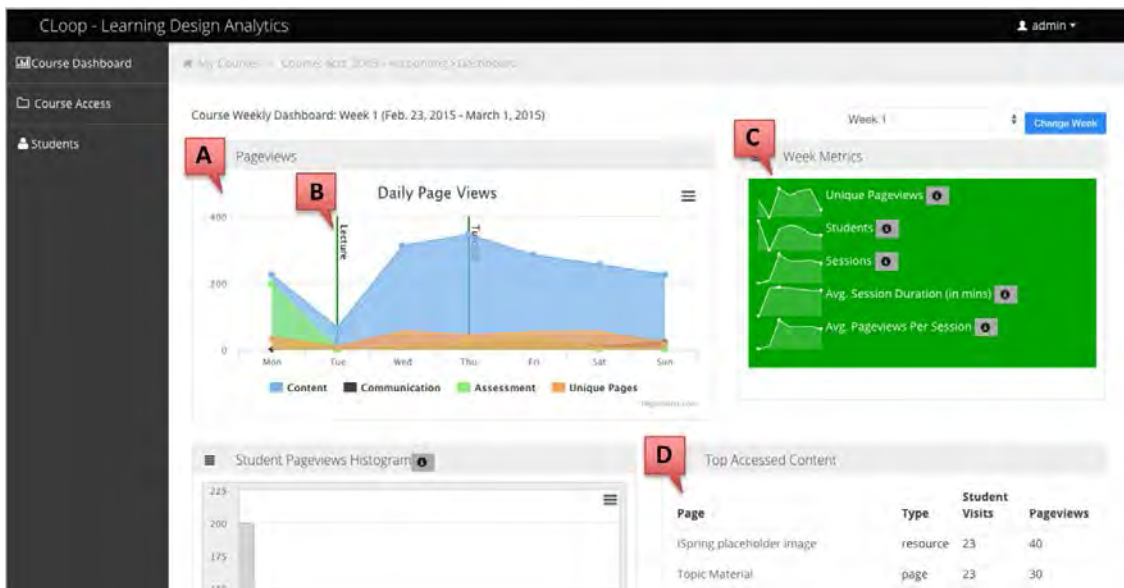 CLoop - Learning Design Analytics
admin
Course Dashboard
Course Access
Students
My Courses
Dashboard
Course Weekly Dashboard: Week 1 (Feb. 23, 2015 - March 1, 2015)
Week 1
Change Week
A
Pageviews
B
Daily Page Views
400
200
0
Lecture
Mon
Tue
Wed
Thu
Fri
Sat
Sun
Content
Communication
Assessment
Unique Pages
C
Week Metrics
Unique Pageviews
Students
Sessions
Avg. Session Duration (in mins)
Avg. Pageviews Per Session
Student Pageviews Histogram
225
200
175
D
Top Accessed Content
Page Type Student Visits Pageviews
iSpring placeholder image resource 23 40
Topic Material page 23 30